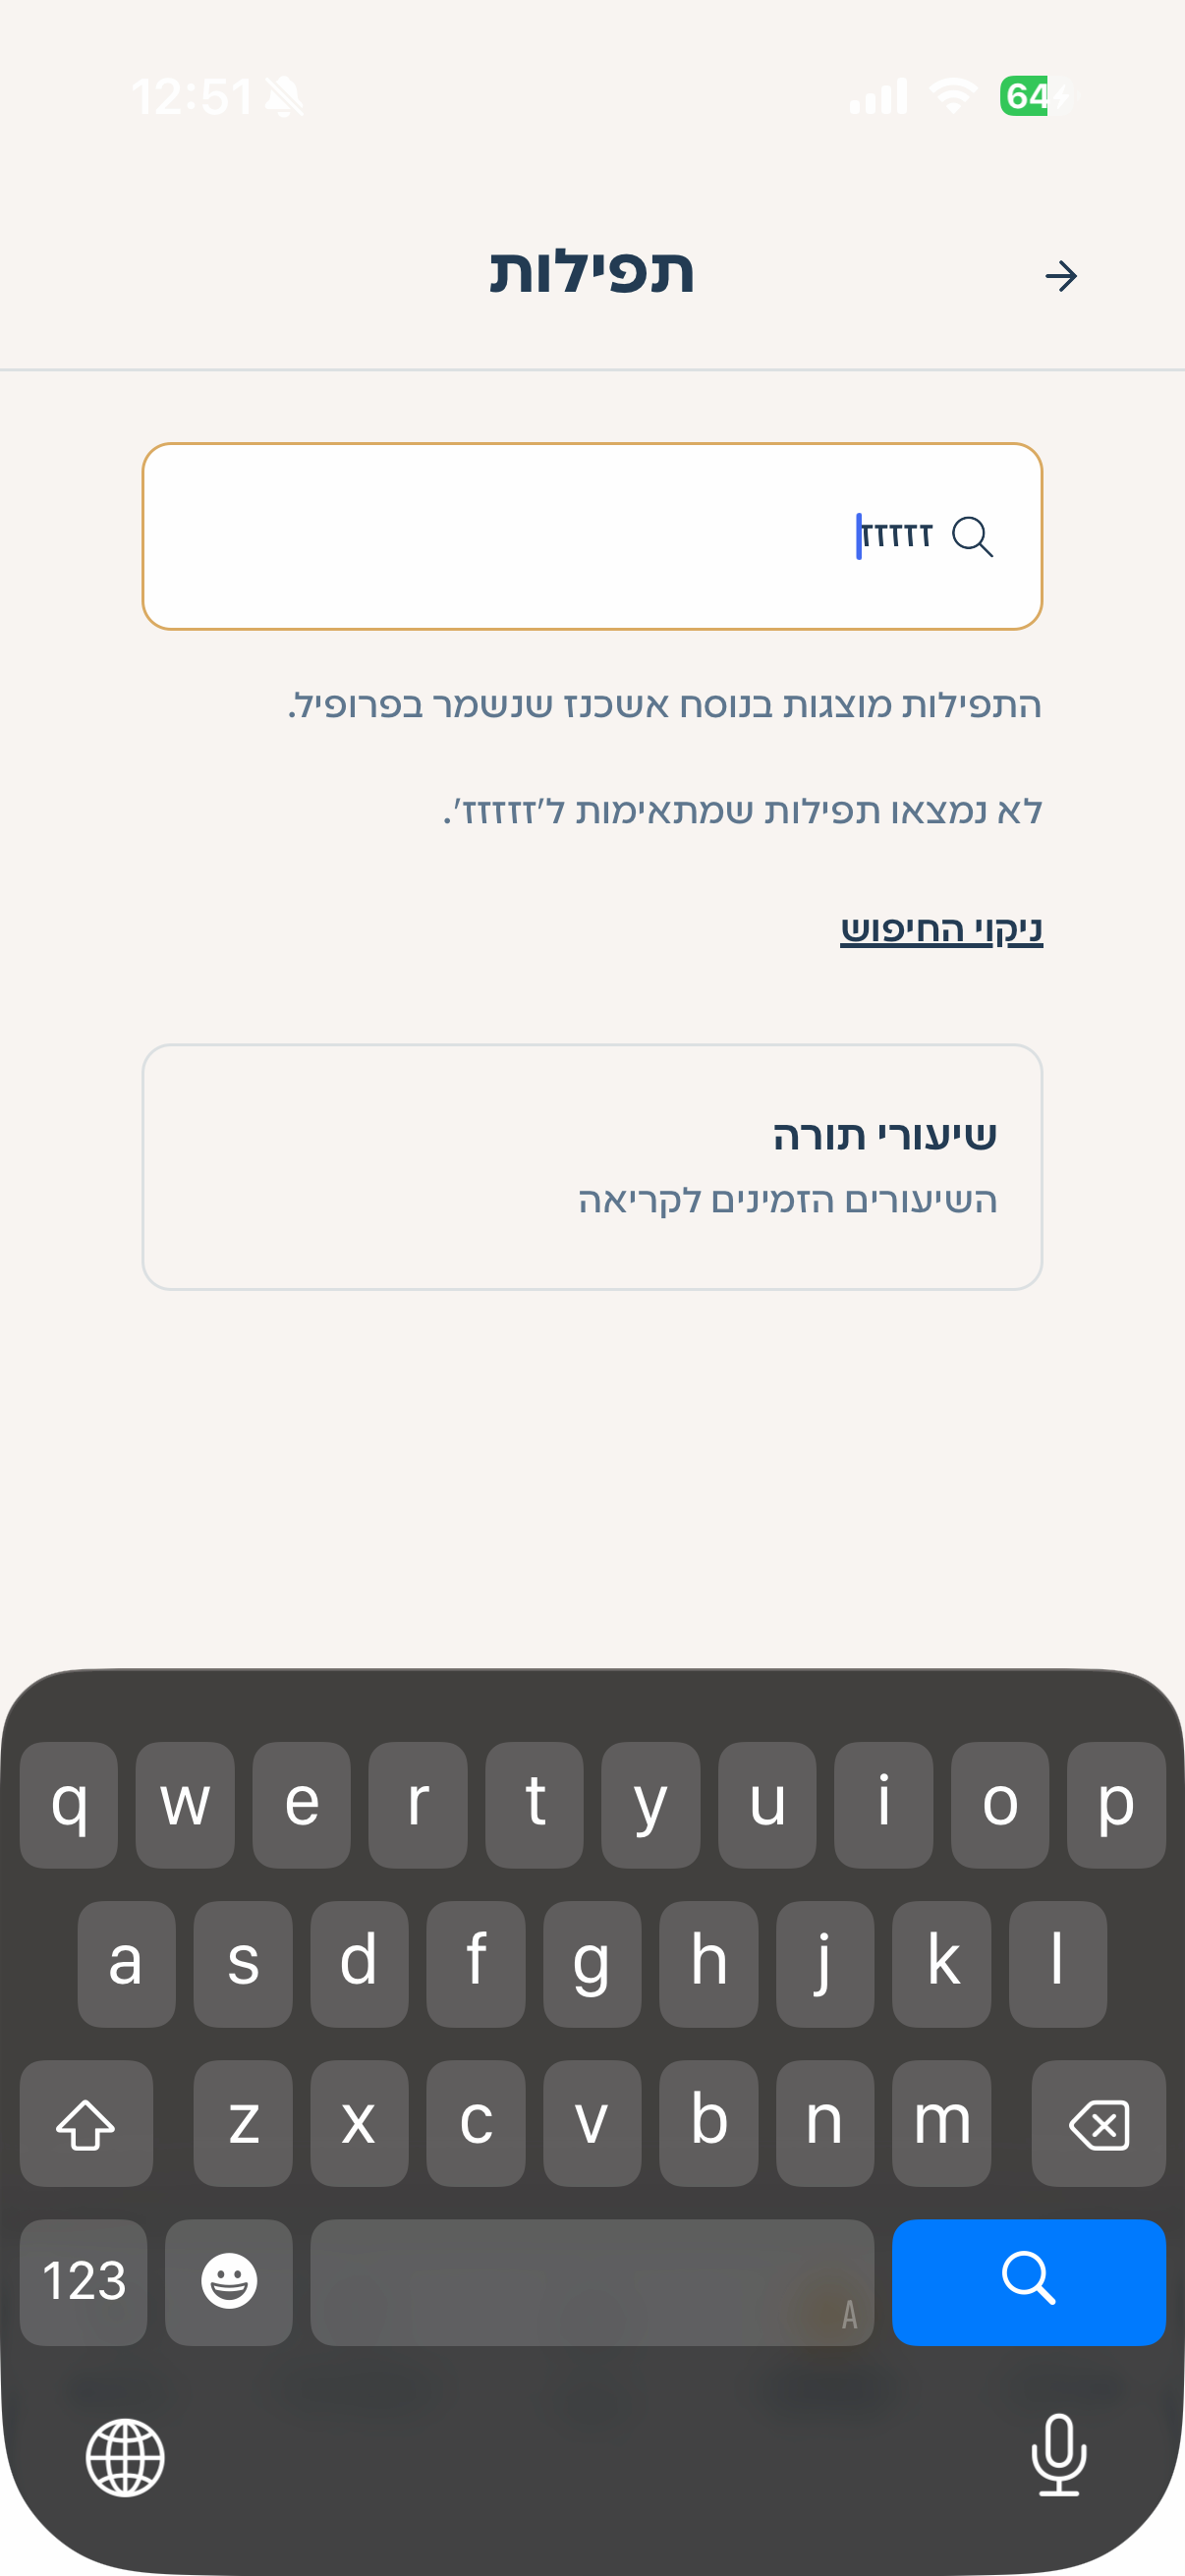 12:51
64
תפילות
זזזזז
התפילות מוצגות בנוסח אשכנז שנשמר בפרופיל.
לא נמצאו תפילות שמתאימות ל'זזזזז'.
ניקוי החיפוש
שיעורי תורה
השיעורים הזמינים לקריאה
q w e r t y u i o p
a s d f g h j k l
z x c v b n m
123
A